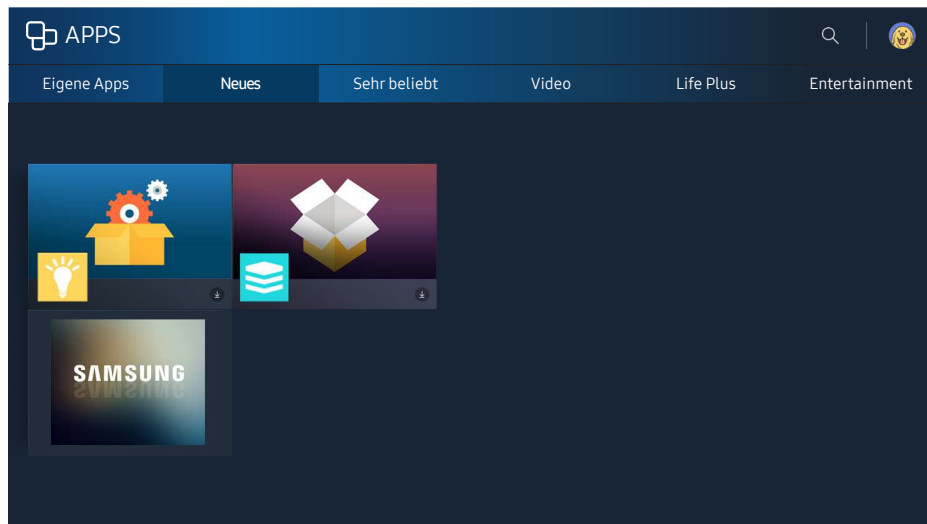 APPS
Eigene Apps Neues Sehr beliebt Video Life Plus Entertainment
SAMSUNG